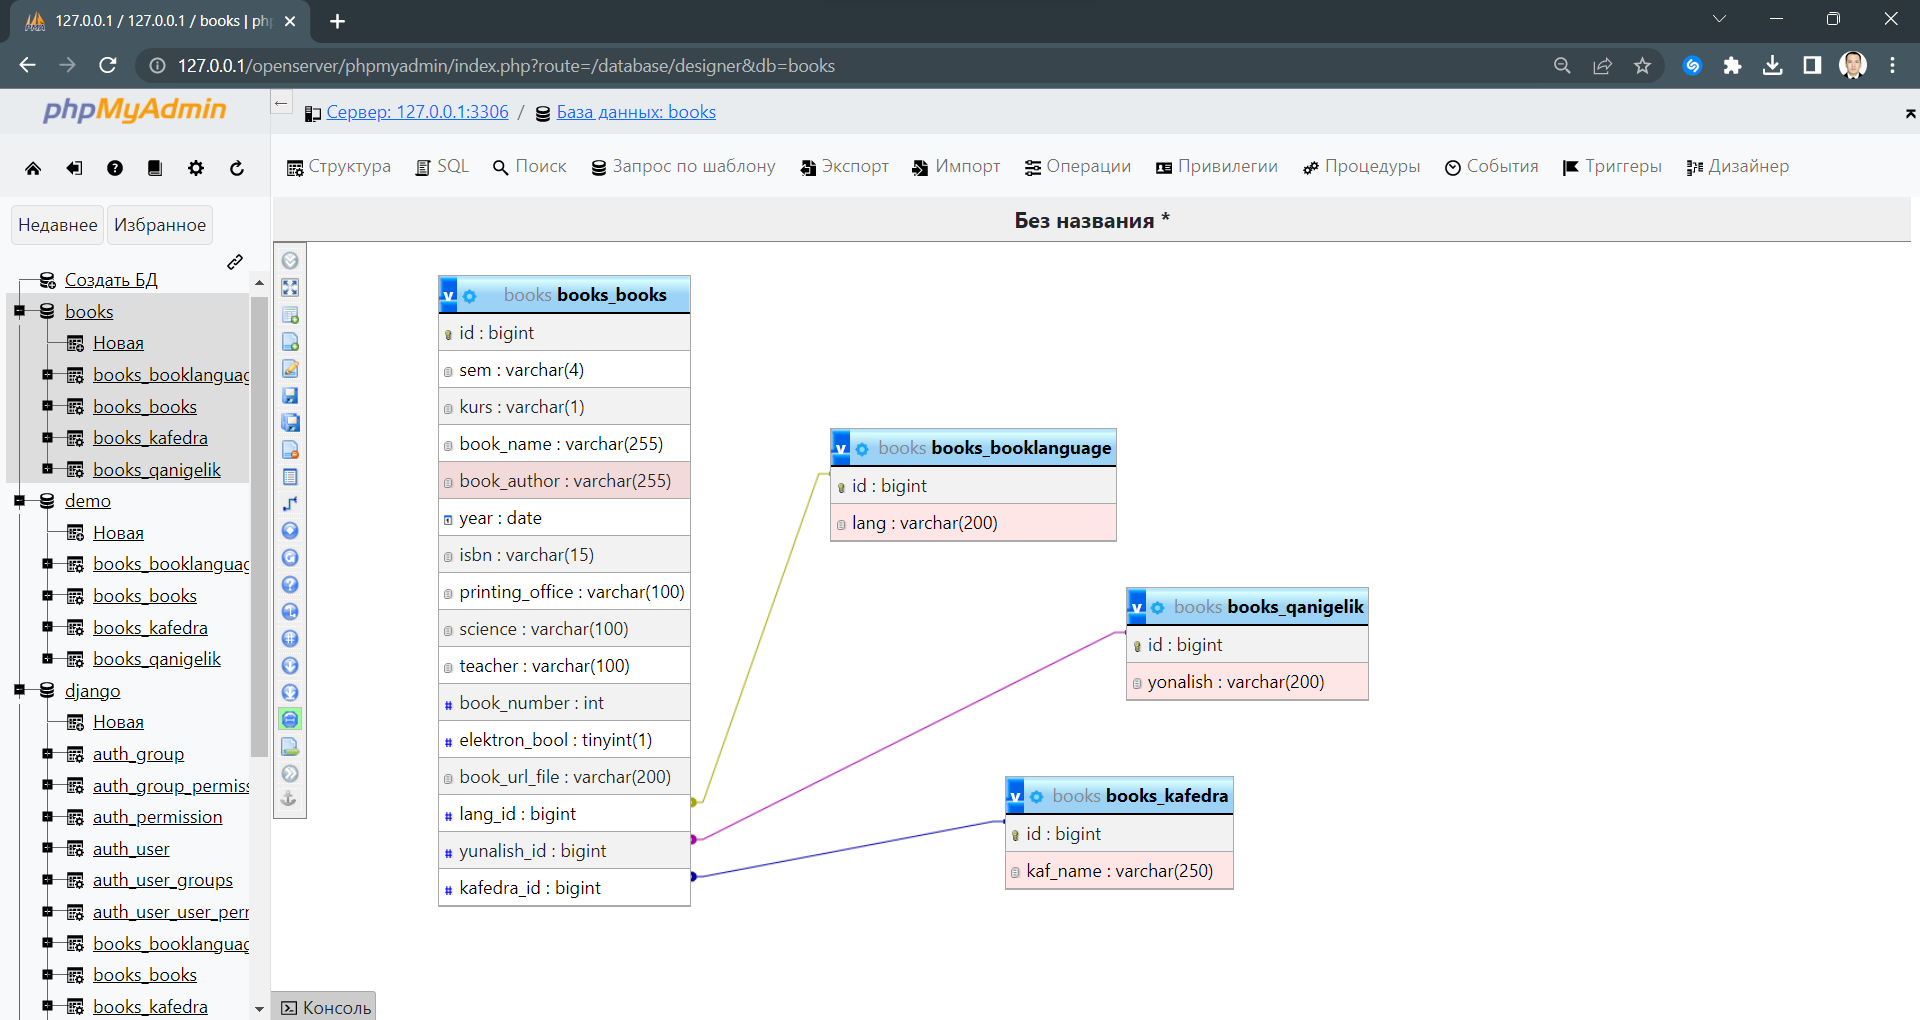 127.0.0.1 / 127.0.0.1 / books | php
127.0.0.1/openserver/phpmyadmin/index.php?route=/database/designer&db=books
phpMyAdmin
Недавнее Избранное
Создать БД
books
Новая
books_booklanguag
books_books
books_kafedra
books_qanigelik
demo
Новая
books_booklanguag
books_books
books_kafedra
books_qanigelik
django
Новая
auth_group
auth_group_permiss
auth_permission
auth_user
auth_user_groups
auth_user_user_perr
books_booklanguag
books_books
books_kafedra
Сервер: 127.0.0.1:3306 / База данных: books
Структура SQL Поиск Запрос по шаблону Экспорт Импорт Операции Привилегии Процедуры События Триггеры Дизайнер
Без названия *
v books books_books
id : bigint
sem : varchar(4)
kurs : varchar(1)
book_name : varchar(255)
book_author : varchar(255)
year : date
isbn : varchar(15)
printing_office : varchar(100)
science : varchar(100)
teacher : varchar(100)
# book_number : int
# elektron_bool : tinyint(1)
book_url_file : varchar(200)
# lang_id : bigint
# yunalish_id : bigint
# kafedra_id : bigint
v books books_booklanguage
id : bigint
lang : varchar(200)
v books books_qanigelik
id : bigint
yonalish : varchar(200)
v books books_kafedra
id : bigint
kaf_name : varchar(250)
Консоль